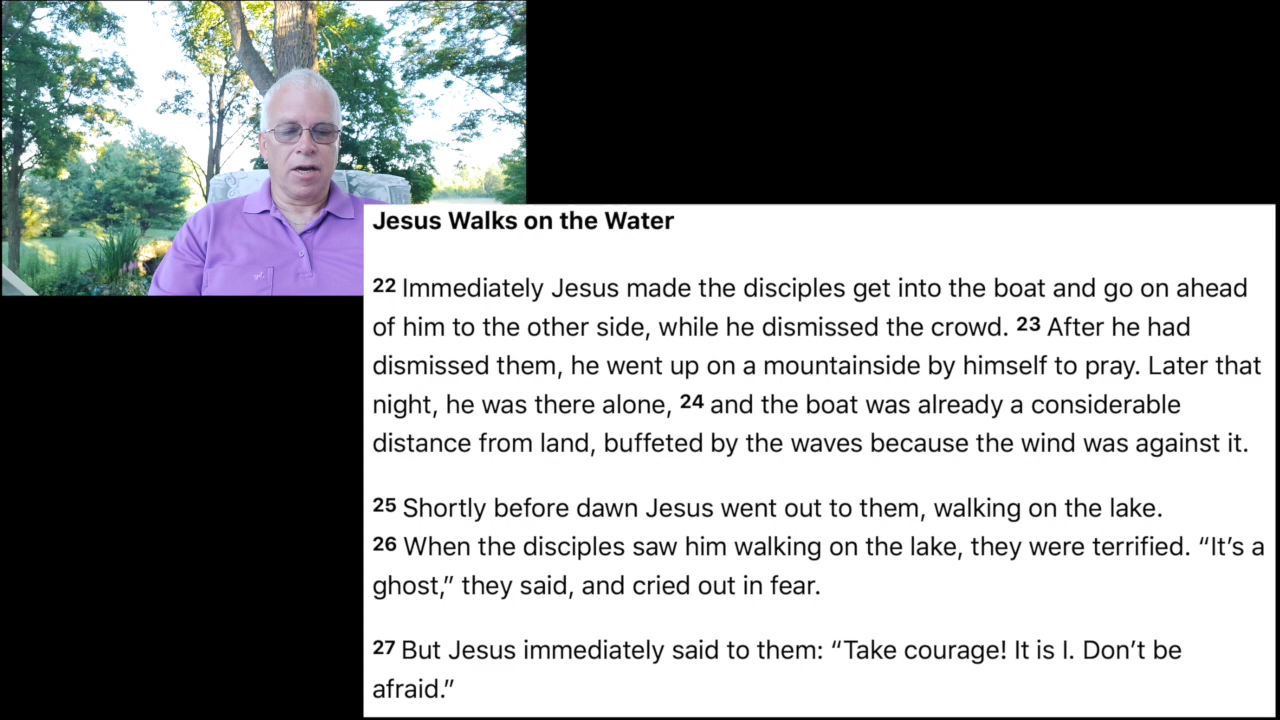 Jesus Walks on the Water
22 Immediately Jesus made the disciples get into the boat and go on ahead
of him to the other side, while he dismissed the crowd. 23 After he had
dismissed them, he went up on a mountainside by himself to pray. Later that
night, he was there alone, 24 and the boat was already a considerable
distance from land, buffeted by the waves because the wind was against it.
25 Shortly before dawn Jesus went out to them, walking on the lake.
26 When the disciples saw him walking on the lake, they were terrified. “It’s a
ghost,” they said, and cried out in fear.
27 But Jesus immediately said to them: “Take courage! It is I. Don’t be
afraid.”